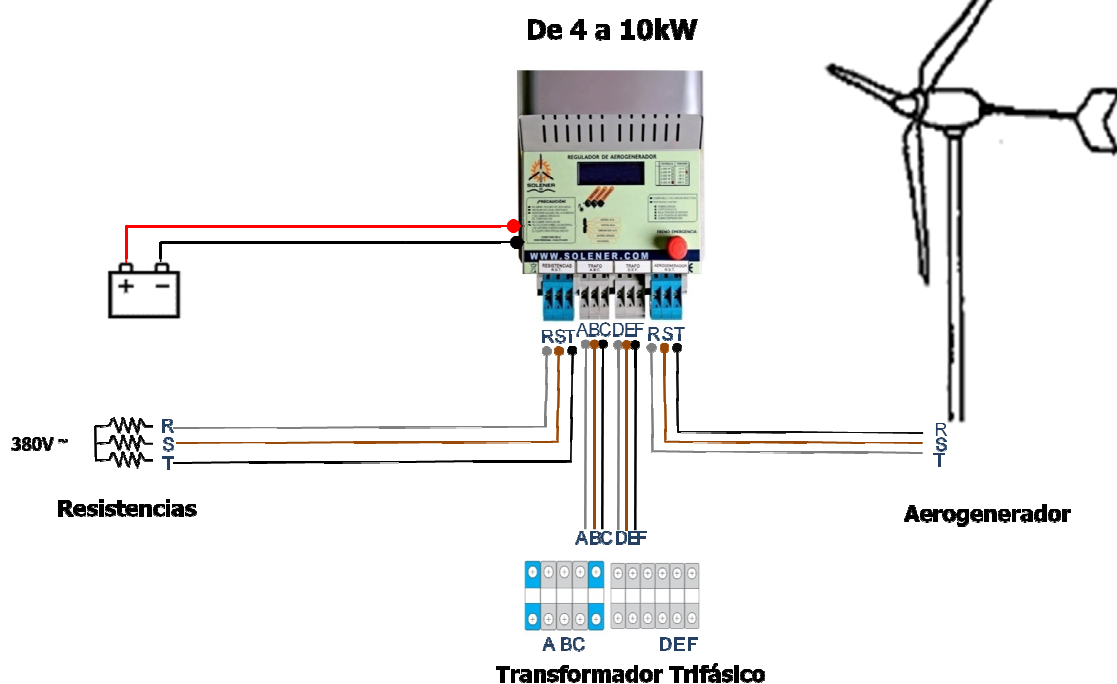 De 4 a 10kW
REGULADOR DE AEROGENERADOR
SOLENER
¡PRECAUCIÓN!
FRENO EMERGENCIA
WWW.SOLENER.COM
RESISTENCIAS TRAFO TRAFO AEROGENERADOR
R.S.T. A.B.C D.E.F R.S.T.
RST ABC DEF RST
+ −
380V ~
R
S
T
Resistencias
R
S
T
Aerogenerador
ABC DEF
A BC DEF
Transformador Trifásico